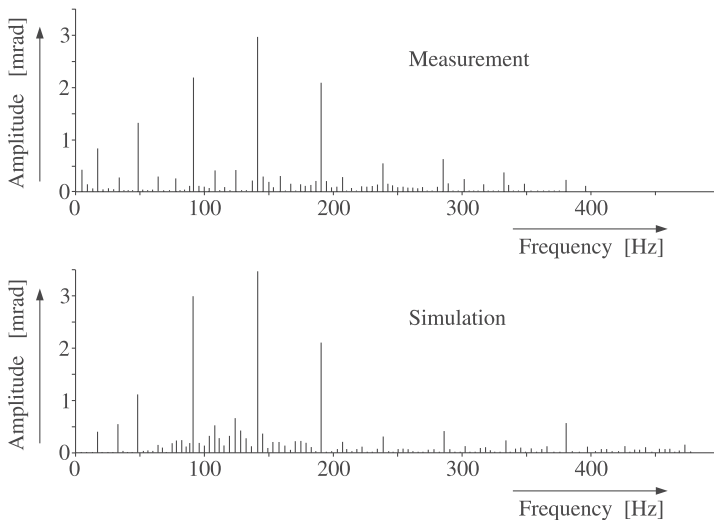 Amplitude [mrad]
3
2
1
0
Measurement
0 100 200 300 400
Frequency [Hz]
Amplitude [mrad]
3
2
1
0
Simulation
0 100 200 300 400
Frequency [Hz]